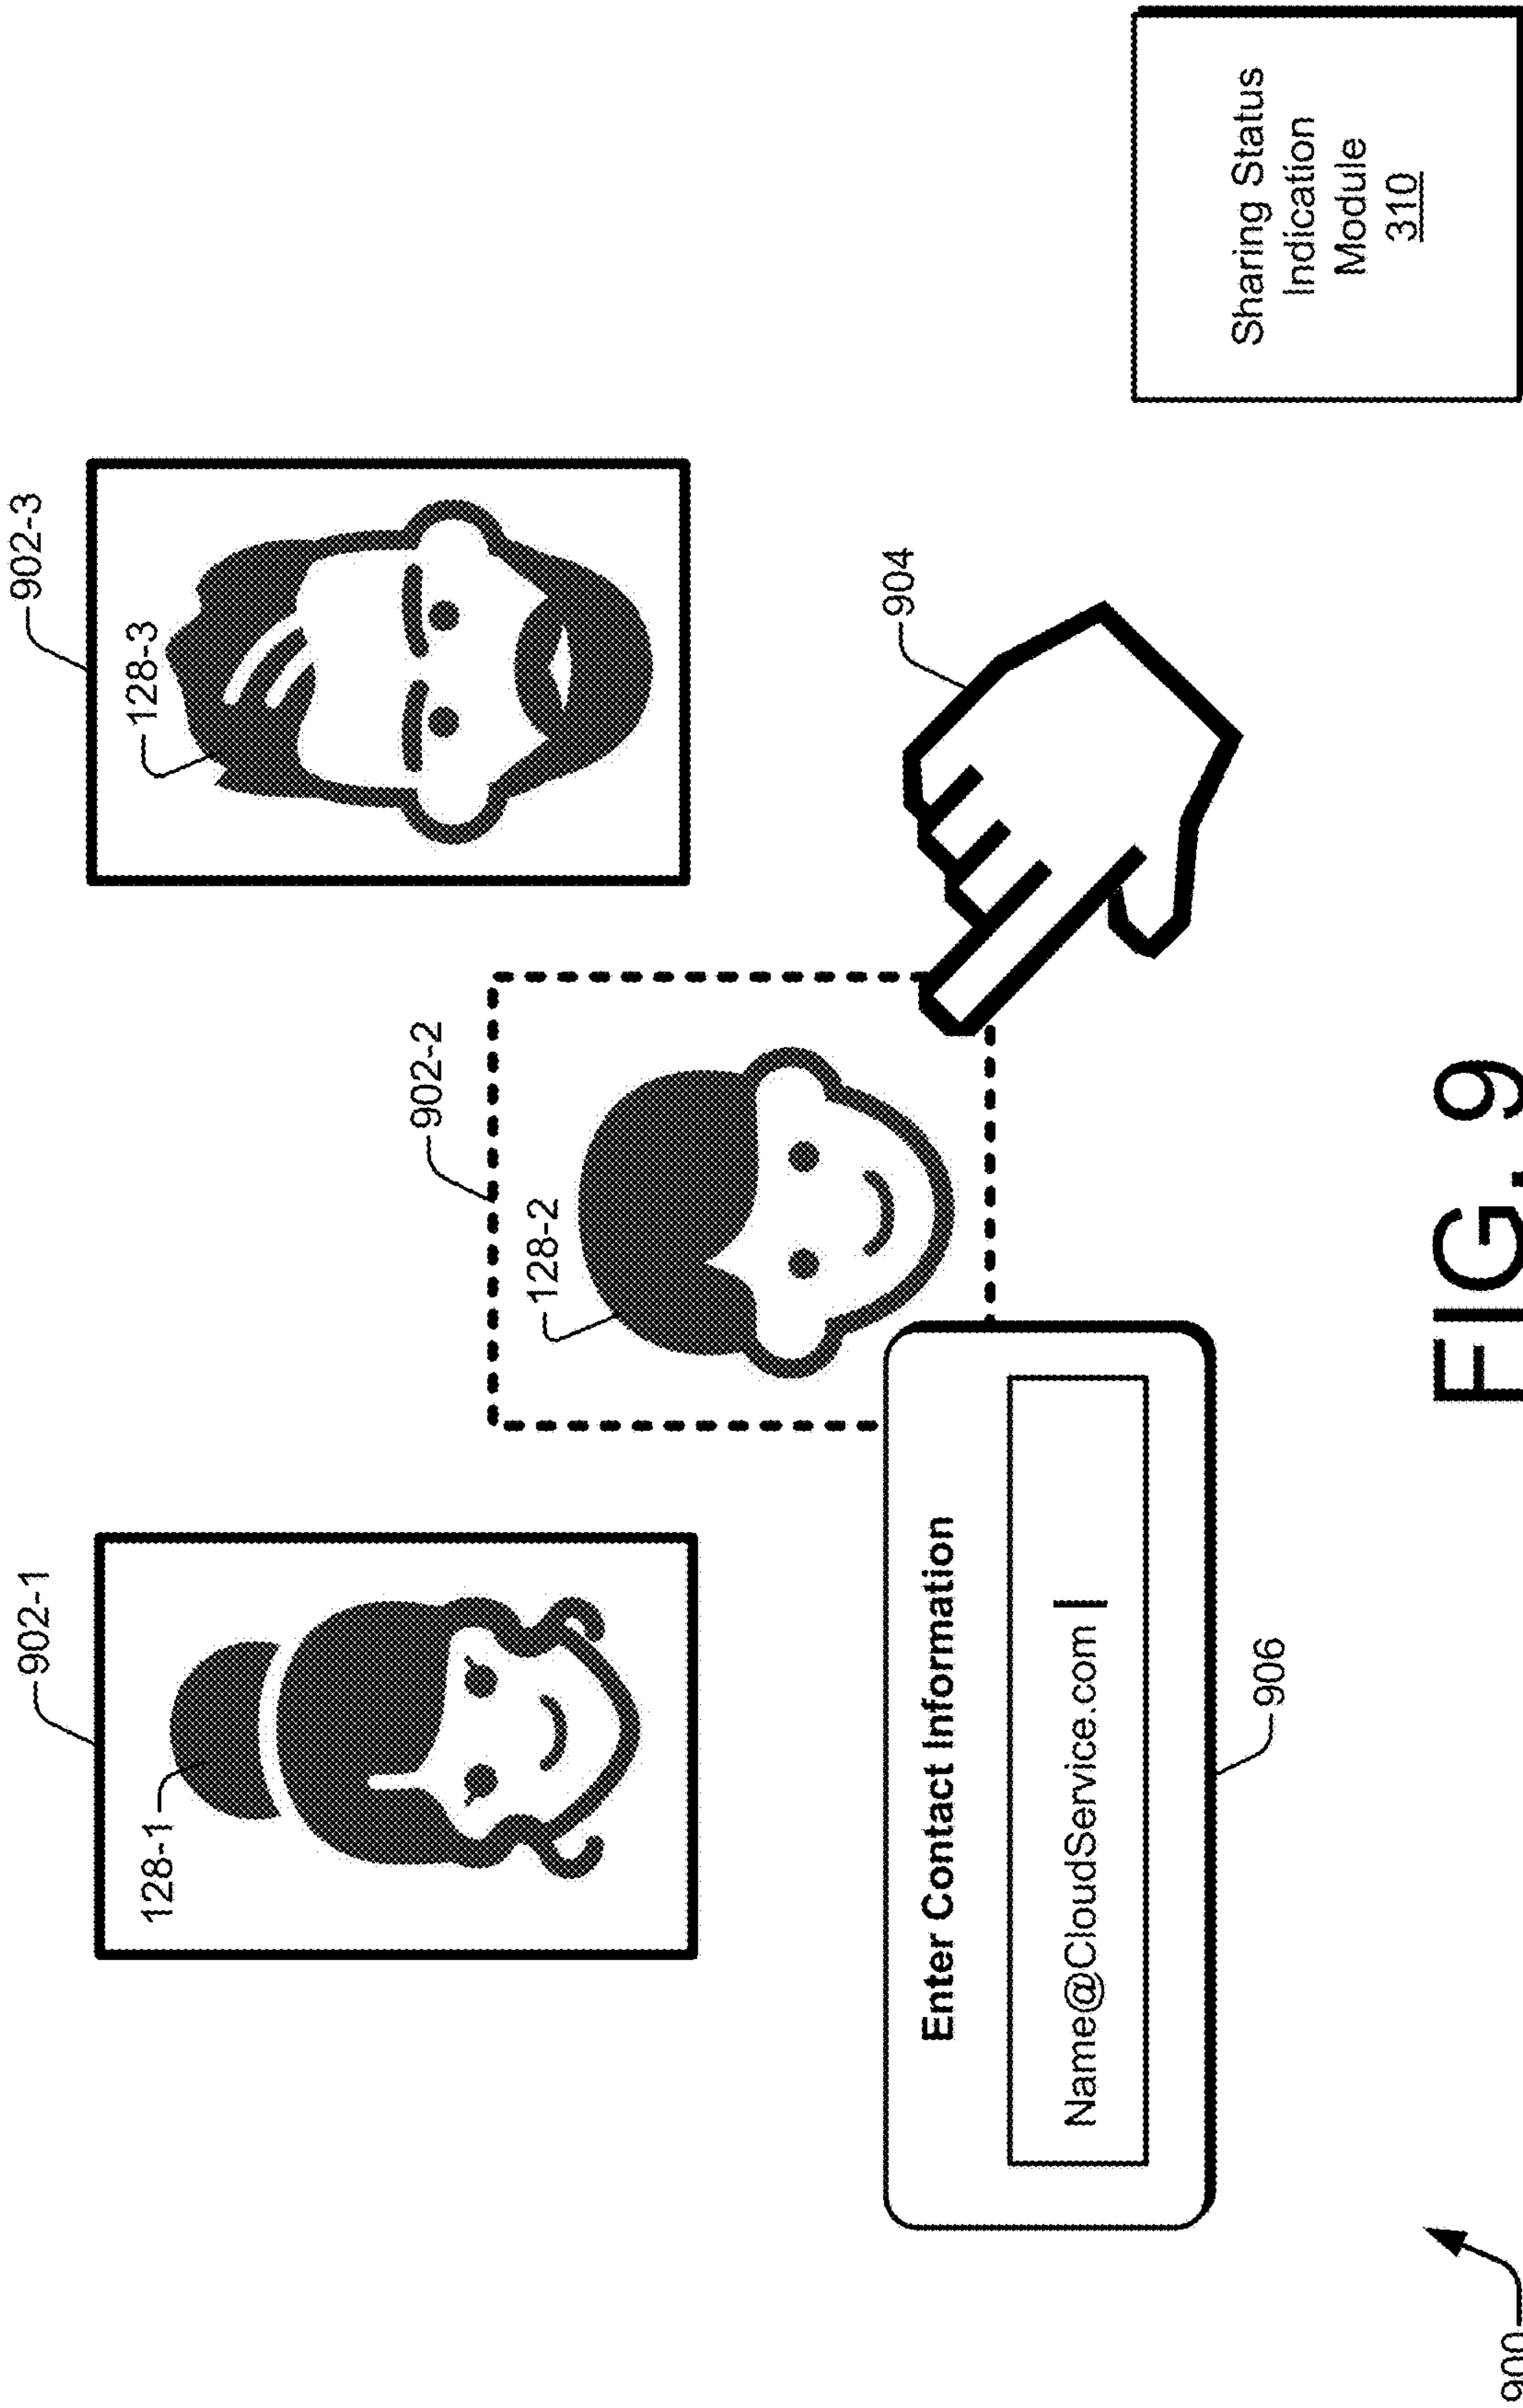 902-1
128-1
902-2
128-2
902-3
128-3
904
Enter Contact Information
Name@CloudService.com
906
Sharing Status
Indication
Module
310
900
FIG. 9